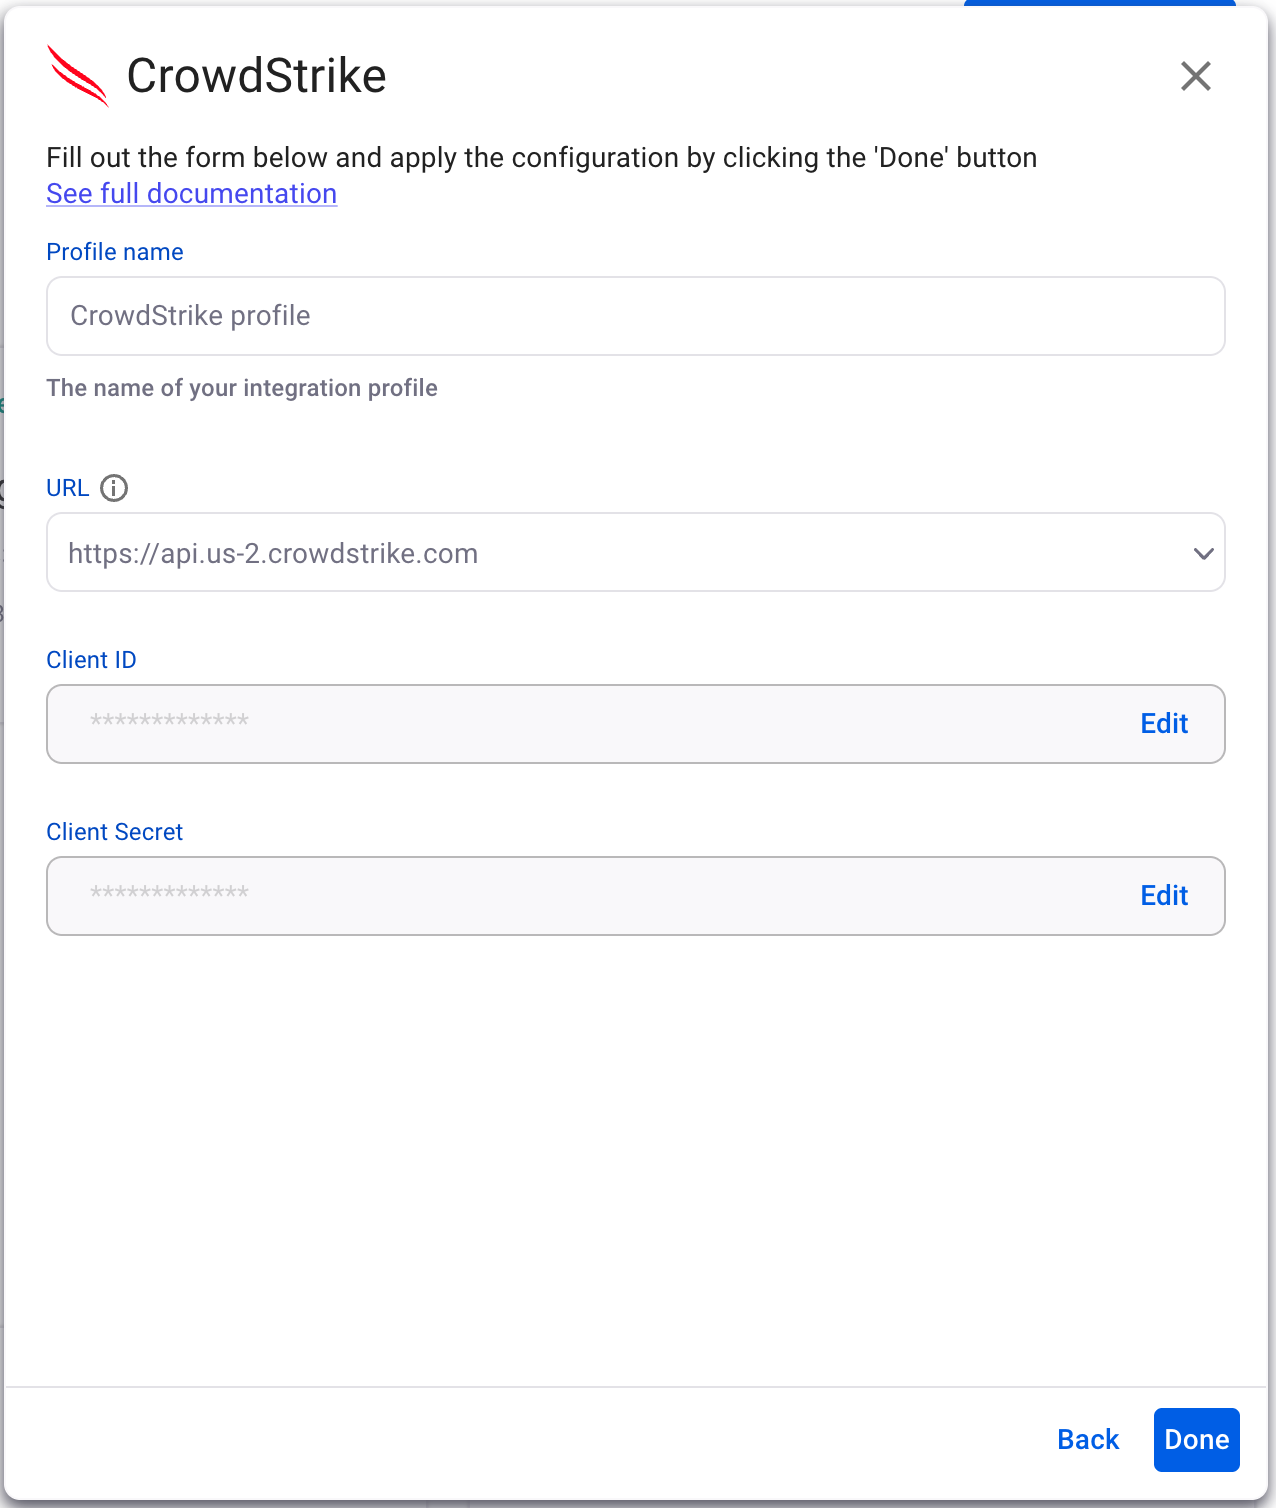 CrowdStrike
Fill out the form below and apply the configuration by clicking the 'Done' button
See full documentation
Profile name
CrowdStrike profile
The name of your integration profile
URL
https://api.us-2.crowdstrike.com
Client ID
*************
Edit
Client Secret
*************
Edit
Back
Done